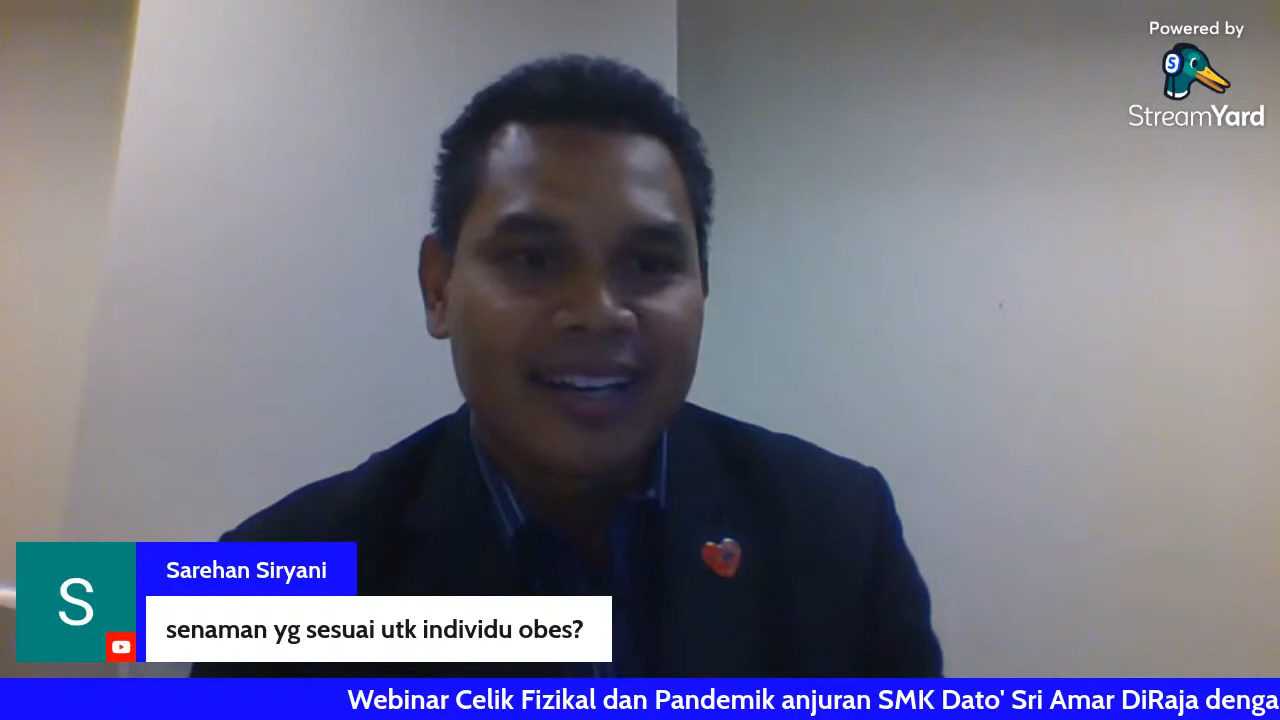 Powered by
StreamYard
S
Sarehan Siryani
senaman yg sesuai utk individu obes?
Webinar Celik Fizikal dan Pandemik anjuran SMK Dato' Sri Amar DiRaja denga